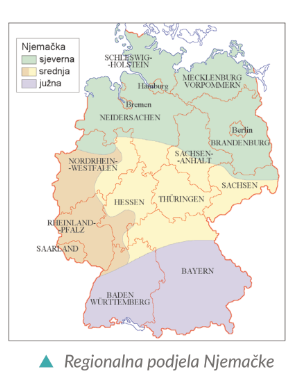 Njemačka
sjeverna
srednja
južna
SCHLESWIG-
-HOLSTEIN
MECKLENBURG
VORPOMMERN
Hamburg
Bremen
NEIDERSACHEN
Berlin
BRANDENBURG
SACHSEN-
ANHALT
NORDRHEIN-
-WESTFALEN
SACHSEN
THÜRINGEN
HESSEN
RHEINLAND-
-PFALZ
SAARLAND
BAYERN
BADEN
WÜRTTEMBERG
Regionalna podjela Njemačke